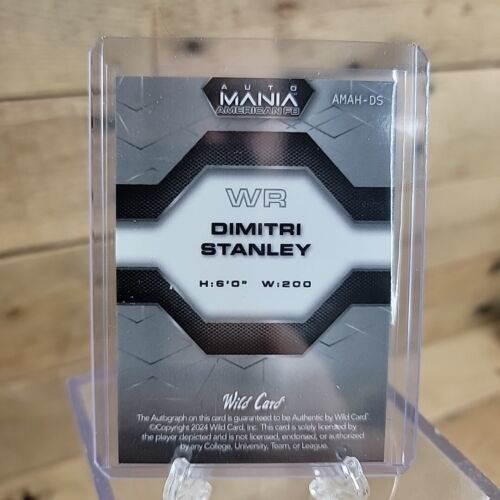 AUTO
MANIA
AMERICAN FB
AMAH-DS
WR
DIMITRI
STANLEY
H:6'0" W:200
Wild Card®
The Autograph on this card is guaranteed to be Authentic by Wild Card®.
©Copyright 2024 Wild Card, Inc. This card is solely licensed by
the player depicted and is not licensed, endorsed, or authorized
by any College, University, Team, or League.